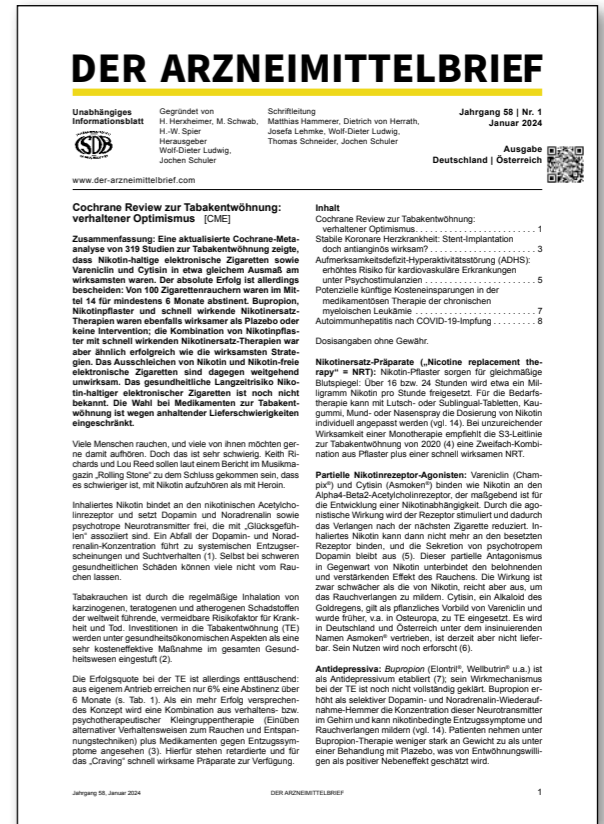 DER ARZNEIMITTELBRIEF
Unabhängiges
Informationsblatt
Gegründet von
H. Herxheimer, M. Schwab,
H.-W. Spier
Herausgeber
Wolf-Dieter Ludwig,
Jochen Schuler
Schriftleitung
Matthias Hammerer, Dietrich von Herrath,
Josefa Lehmke, Wolf-Dieter Ludwig,
Thomas Schneider, Jochen Schuler
Jahrgang 58 | Nr. 1
Januar 2024
Ausgabe
Deutschland | Österreich
ISDB
www.der-arzneimittelbrief.com
Cochrane Review zur Tabakentwöhnung:
verhaltener Optimismus [CME]
Zusammenfassung: Eine aktualisierte Cochrane-Meta-
analyse von 319 Studien zur Tabakentwöhnung zeigte,
dass Nikotin-haltige elektronische Zigaretten sowie
Vareniclin und Cytisin in etwa gleichem Ausmaß am
wirksamsten waren. Der absolute Erfolg ist allerdings
bescheiden: Von 100 Zigarettenrauchern waren im Mit-
tel 14 für mindestens 6 Monate abstinent. Bupropion,
Nikotinpflaster und schnell wirkende Nikotinersatz-
Therapien waren ebenfalls wirksamer als Placebo oder
keine Intervention; die Kombination von Nikotinpflas-
ter mit schnell wirkenden Nikotinersatz-Therapien war
aber ähnlich erfolgreich wie die wirksamsten Strate-
gien. Das Ausschleichen von Nikotin und Nikotin-freie
elektronische Zigaretten sind dagegen weitgehend
unwirksam. Das gesundheitliche Langzeitrisiko Niko-
tin-haltiger elektronischer Zigaretten ist noch nicht
bekannt. Die Wahl bei Medikamenten zur Tabakent-
wöhnung ist wegen anhaltender Lieferschwierigkeiten
eingeschränkt.
Viele Menschen rauchen, und viele von ihnen möchten ger-
ne damit aufhören. Doch das ist sehr schwierig. Keith Ri-
chards und Lou Reed sollen laut einem Bericht im Musikma-
gazin „Rolling Stone" zu dem Schluss gekommen sein, dass
es schwieriger ist, mit Nikotin aufzuhören als mit Heroin.
Inhaliertes Nikotin bindet an den nikotinischen Acetylcho-
linrezeptor und setzt Dopamin und Noradrenalin sowie
psychotrope Neurotransmitter frei, die mit „Glücksgefüh-
len" assoziiert sind. Ein Abfall der Dopamin- und Norad-
renalin-Konzentration führt zu systemischen Entzugser-
scheinungen und Suchtverhalten (1). Selbst bei schweren
gesundheitlichen Schäden können viele nicht vom Rau-
chen lassen.
Tabakrauchen ist durch die regelmäßige Inhalation von
karzinogenen, teratogenen und atherogenen Schadstoffen
der weltweit führende, vermeidbare Risikofaktor für Krank-
heit und Tod. Investitionen in die Tabakentwöhnung (TE)
werden unter gesundheitsökonomischen Aspekten als eine
sehr kosteneffektive Maßnahme im gesamten Gesund-
heitswesen eingestuft (2).
Die Erfolgsquote bei der TE ist allerdings enttäuschend:
aus eigenem Antrieb erreichen nur 6% eine Abstinenz über
6 Monate (s. Tab. 1). Als ein mehr Erfolg versprechen-
des Konzept wird eine Kombination aus verhaltens- bzw.
psychotherapeutischer Kleingruppentherapie (Einüben
alternativer Verhaltensweisen zum Rauchen und Entspan-
nungstechniken) plus Medikamenten gegen Entzugssym-
ptome angesehen (3). Hierfür stehen retardierte und für
das „Craving" schnell wirksame Präparate zur Verfügung.
Inhalt
Cochrane Review zur Tabakentwöhnung:
verhaltener Optimismus. . . . . . . . . . . . . . . . . . . . . . . . 1
Stabile Koronare Herzkrankheit: Stent-Implantation
doch antianginös wirksam? . . . . . . . . . . . . . . . . . . . . 3
Aufmerksamkeitsdefizit-Hyperaktivitätsstörung (ADHS):
erhöhtes Risiko für kardiovaskuläre Erkrankungen
unter Psychostimulanzien . . . . . . . . . . . . . . . . . . . . . 5
Potenzielle künftige Kosteneinsparungen in der
medikamentösen Therapie der chronischen
myeloischen Leukämie . . . . . . . . . . . . . . . . . . . . . . . 7
Autoimmunhepatitis nach COVID-19-Impfung . . . . . . . . . 8
Dosisangaben ohne Gewähr.
Nikotinersatz-Präparate („Nicotine replacement the-
rapy" = NRT): Nikotin-Pflaster sorgen für gleichmäßige
Blutspiegel: Über 16 bzw. 24 Stunden wird etwa ein Mil-
ligramm Nikotin pro Stunde freigesetzt. Für die Bedarfs-
therapie kann mit Lutsch- oder Sublingual-Tabletten, Kau-
gummi, Mund- oder Nasenspray die Dosierung von Nikotin
individuell angepasst werden (vgl. 14). Bei unzureichender
Wirksamkeit einer Monotherapie empfiehlt die S3-Leitlinie
zur Tabakentwöhnung von 2020 (4) eine Zweifach-Kombi-
nation aus Pflaster plus einer schnell wirksamen NRT.
Partielle Nikotinrezeptor-Agonisten: Vareniclin (Cham-
pix®) und Cytisin (Asmoken®) binden wie Nikotin an den
Alpha4-Beta2-Acetylcholinrezeptor, der maßgebend ist für
die Entwicklung einer Nikotinabhängigkeit. Durch die ago-
nistische Wirkung wird der Rezeptor stimuliert und dadurch
das Verlangen nach der nächsten Zigarette reduziert. In-
haliertes Nikotin kann dann nicht mehr an den besetzten
Rezeptor binden, und die Sekretion von psychotropem
Dopamin bleibt aus (5). Dieser partielle Antagonismus
in Gegenwart von Nikotin unterbindet den belohnenden
und verstärkenden Effekt des Rauchens. Die Wirkung ist
zwar schwächer als die von Nikotin, reicht aber aus, um
das Rauchverlangen zu mildern. Cytisin, ein Alkaloid des
Goldregens, gilt als pflanzliches Vorbild von Vareniclin und
wurde früher, v.a. in Osteuropa, zu TE eingesetzt. Es wird
in Deutschland und Österreich unter dem insinuierenden
Namen Asmoken® vertrieben, ist derzeit aber nicht liefer-
bar. Sein Nutzen wird noch erforscht (6).
Antidepressiva: Bupropion (Elontril®, Wellbutrin® u.a.) ist
als Antidepressivum etabliert (7); sein Wirkmechanismus
bei der TE ist noch nicht vollständig geklärt. Bupropion er-
höht als selektiver Dopamin- und Noradrenalin-Wiederauf-
nahme-Hemmer die Konzentration dieser Neurotransmitter
im Gehirn und kann nikotinbedingte Entzugssymptome und
Rauchverlangen mildern (vgl. 14). Patienten nehmen unter
Bupropion-Therapie weniger stark an Gewicht zu als unter
einer Behandlung mit Placebo, was von Entwöhnungswilli-
gen als positiver Nebeneffekt geschätzt wird.
Jahrgang 58, Januar 2024
DER ARZNEIMITTELBRIEF
1